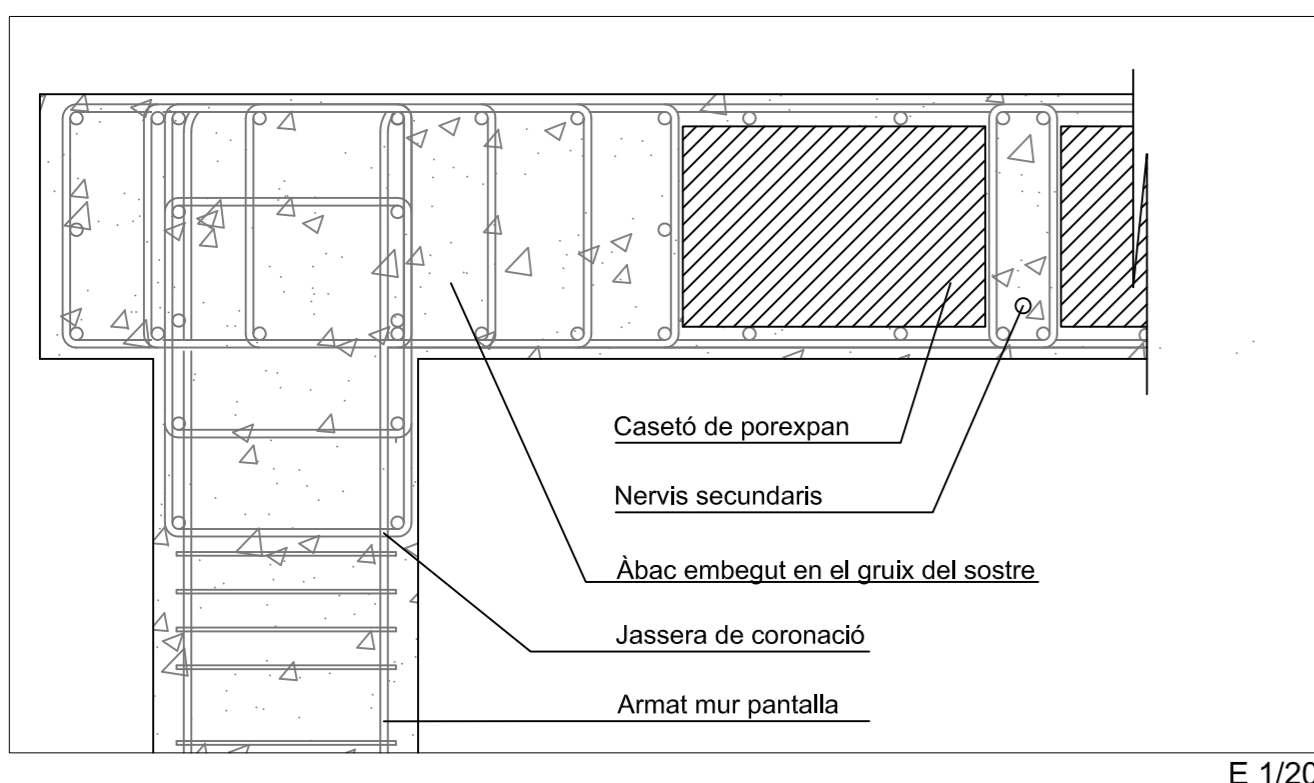 Casetó de porexpan
Nervis secundaris
Àbac embegut en el gruix del sostre
Jassera de coronació
Armat mur pantalla
E 1/20